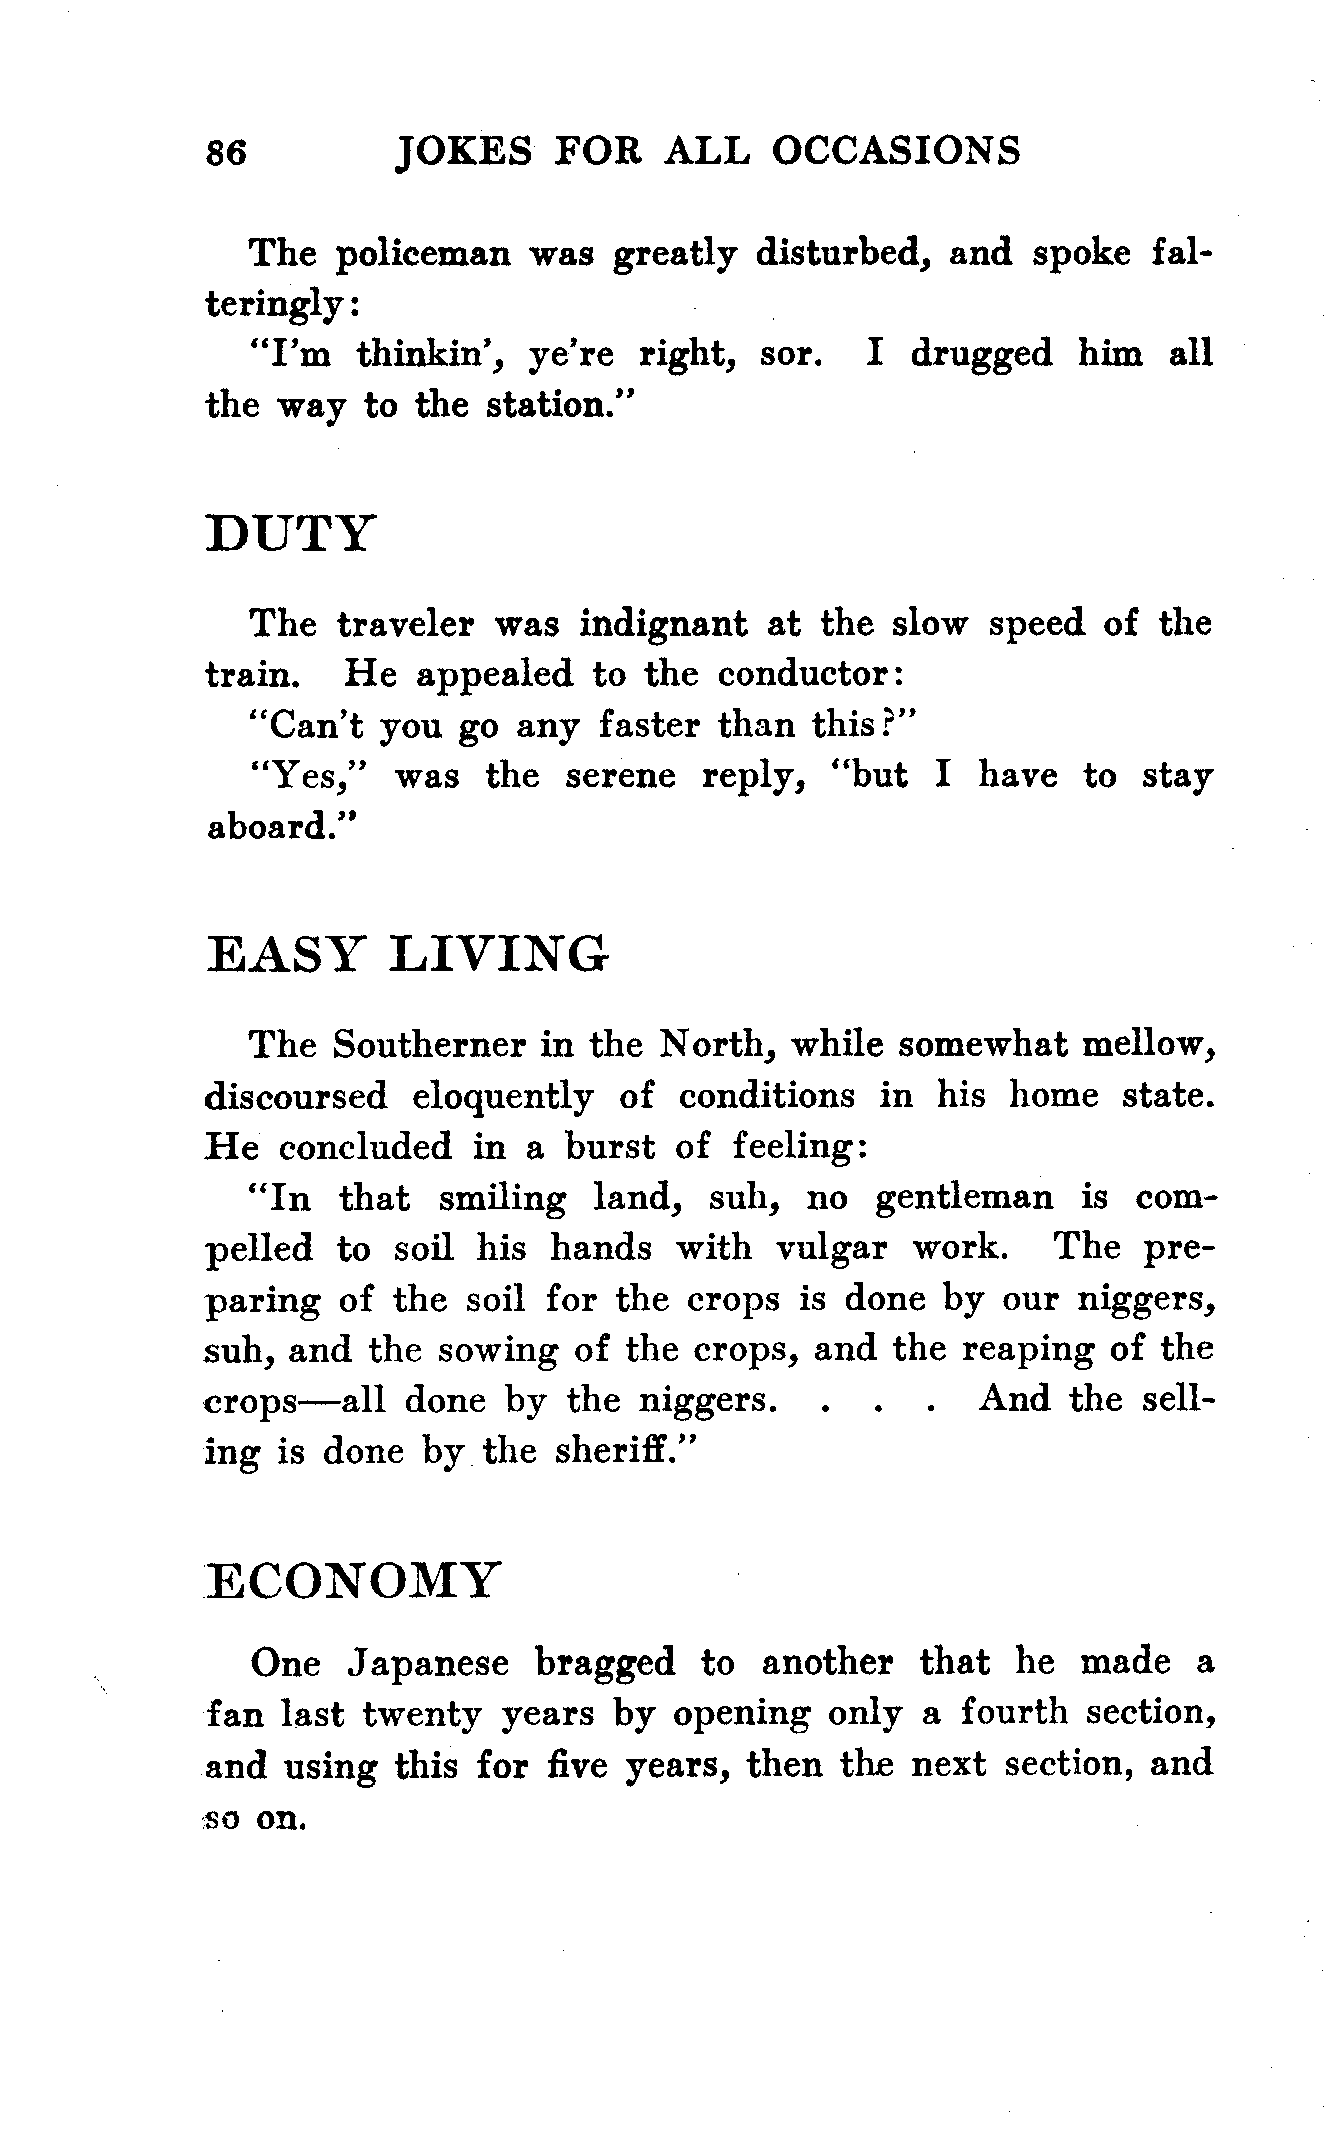 86 JOKES FOR ALL OCCASIONS
The policeman was greatly disturbed, and spoke fal-
teringly:
"I'm thinkin', ye're right, sor. I drugged him all
the way to the station."
DUTY
The traveler was indignant at the slow speed of the
train. He appealed to the conductor:
"Can't you go any faster than this?"
"Yes," was the serene reply, "but I have to stay
aboard."
EASY LIVING
The Southerner in the North, while somewhat mellow,
discoursed eloquently of conditions in his home state.
He concluded in a burst of feeling:
"In that smiling land, suh, no gentleman is com-
pelled to soil his hands with vulgar work. The pre-
paring of the soil for the crops is done by our niggers,
suh, and the sowing of the crops, and the reaping of the
crops—all done by the niggers. . . . And the sell-
ing is done by the sheriff."
ECONOMY
One Japanese bragged to another that he made a
fan last twenty years by opening only a fourth section,
and using this for five years, then the next section, and
so on.